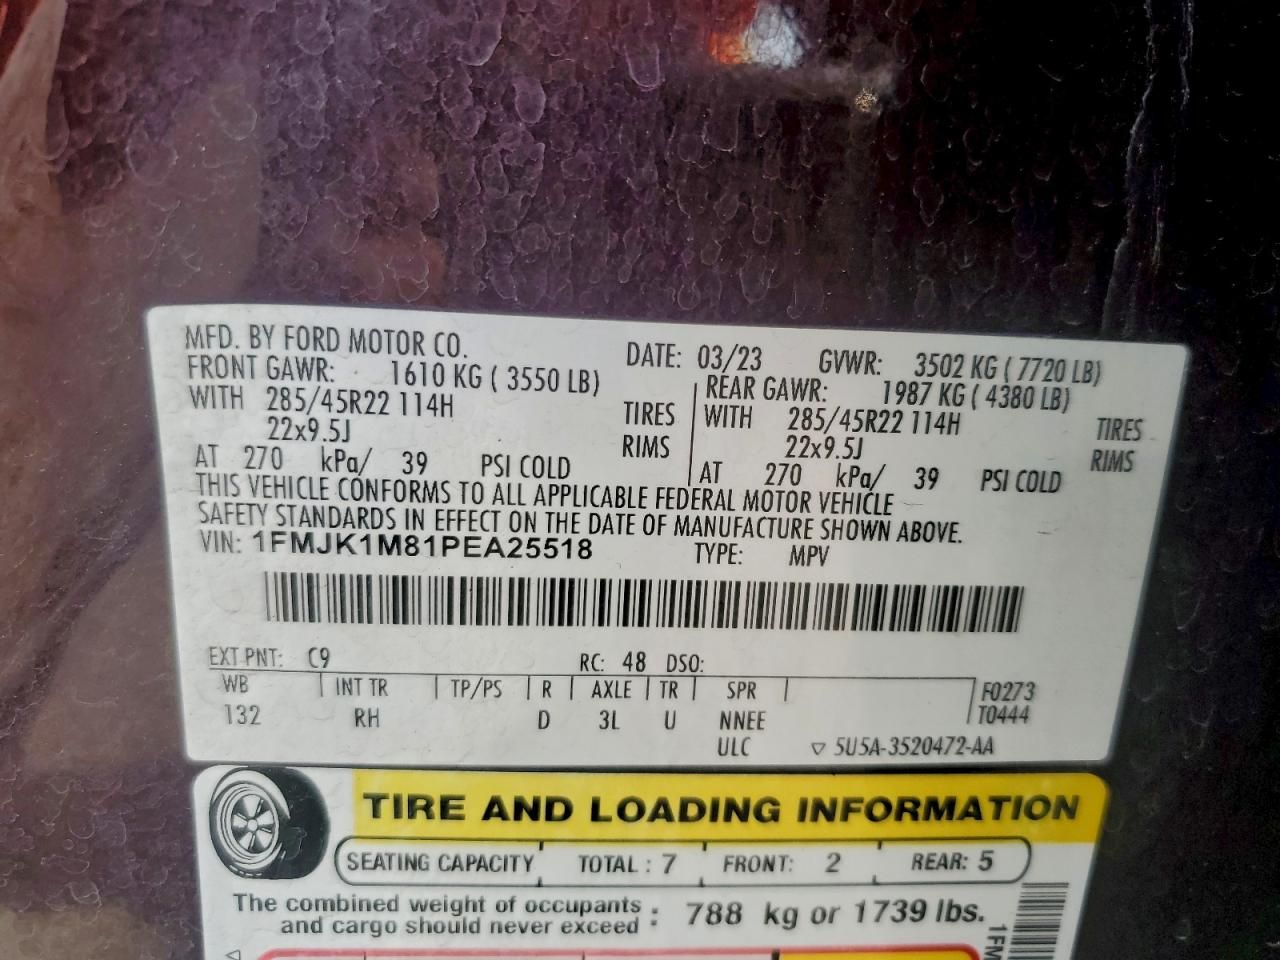 MFD. BY FORD MOTOR CO. DATE: 03/23 GVWR: 3502 KG ( 7720 LB)
FRONT GAWR: 1610 KG ( 3550 LB) REAR GAWR: 1987 KG ( 4380 LB)
WITH 285/45R22 114H TIRES WITH 285/45R22 114H TIRES
22x9.5J RIMS 22x9.5J RIMS
AT 270 kPa/ 39 PSI COLD AT 270 kPa/ 39 PSI COLD
THIS VEHICLE CONFORMS TO ALL APPLICABLE FEDERAL MOTOR VEHICLE
SAFETY STANDARDS IN EFFECT ON THE DATE OF MANUFACTURE SHOWN ABOVE.
VIN: 1FMJK1M81PEA25518 TYPE: MPV
EXT PNT: C9 RC: 48 DSO:
WB INT TR TP/PS R AXLE TR SPR F0273
132 RH D 3L U NNEE T0444
ULC ▽ 5U5A-3520472-AA
TIRE AND LOADING INFORMATION
SEATING CAPACITY TOTAL : 7 FRONT: 2 REAR: 5
The combined weight of occupants
and cargo should never exceed : 788 kg or 1739 lbs.
1FM